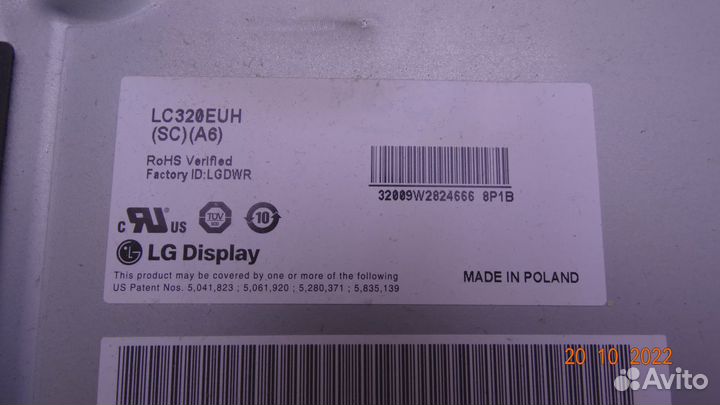 LC320EUH
(SC)(A6)
RoHS Verified
Factory ID:LGDWR
32009W2024666 8P1B
c RU US TÜV 10
LG Display
This product may be covered by one or more of the following
US Patent Nos. 5,041,823 ; 5,061,920 ; 5,280,371 ; 5,835,139
MADE IN POLAND
20 10 2022
Avito